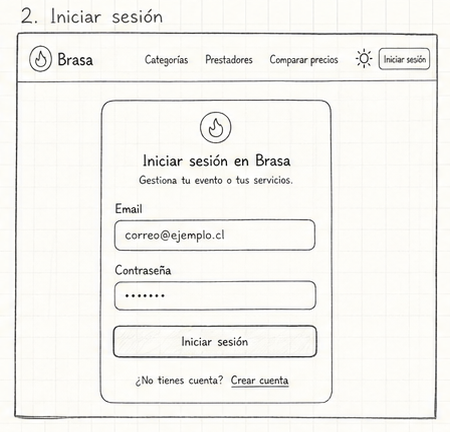 2. Iniciar sesión
Brasa Categorías Prestadores Comparar precios Iniciar sesión
Iniciar sesión en Brasa
Gestiona tu evento o tus servicios.
Email
correo@ejemplo.cl
Contraseña
•••••••
Iniciar sesión
¿No tienes cuenta? Crear cuenta